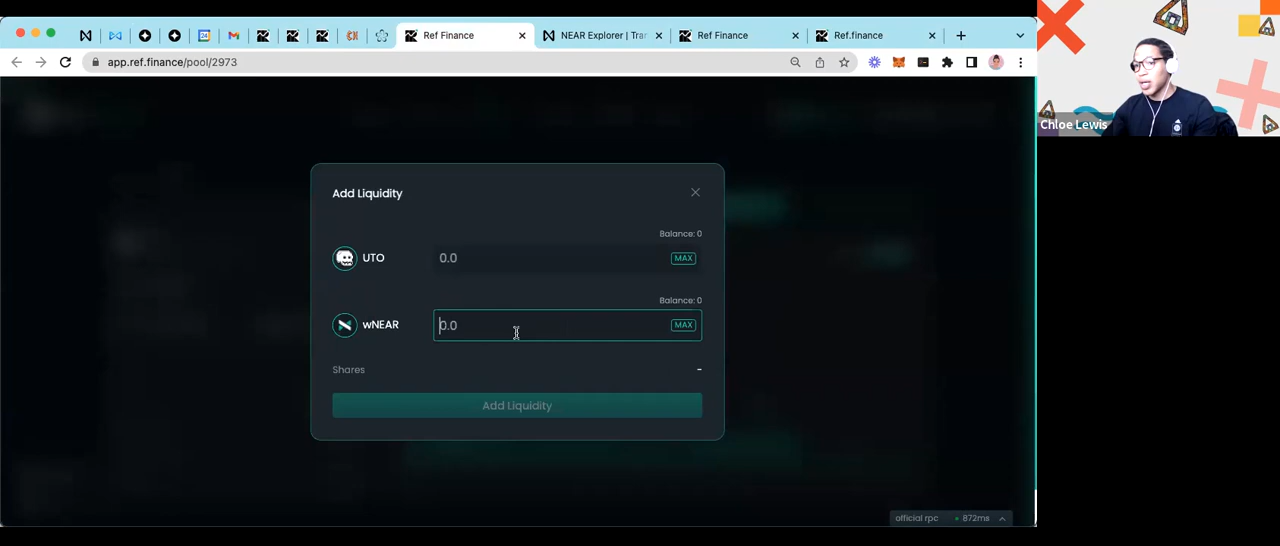 Ref Finance
NEAR Explorer | Tran
Ref Finance
Ref.finance
app.ref.finance/pool/2973
Chloe Lewis
Add Liquidity
Balance: 0
UTO
0.0
MAX
Balance: 0
wNEAR
0.0
MAX
Shares
-
Add Liquidity
official rpc
872ms